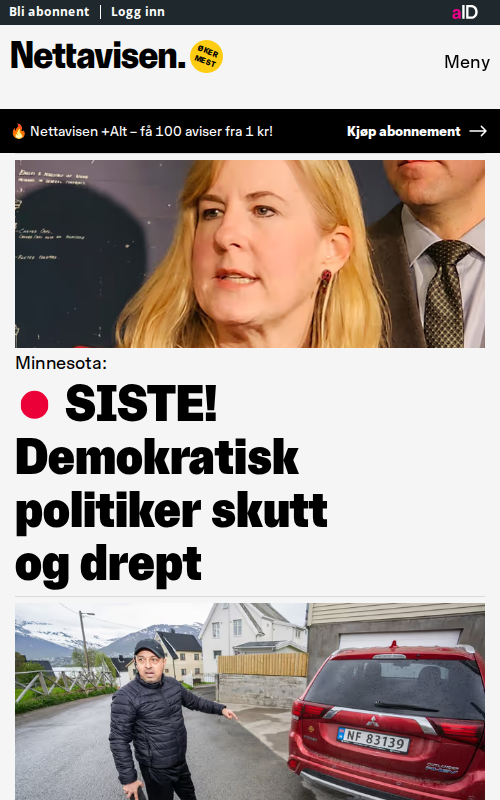 Bli abonnent
Logg inn
aID
Nettavisen.
ØKER
MEST
Meny
🔥 Nettavisen +Alt – få 100 aviser fra 1 kr!
Kjøp abonnement →
Minnesota:
SISTE!
Demokratisk
politiker skutt
og drept
NF 83139